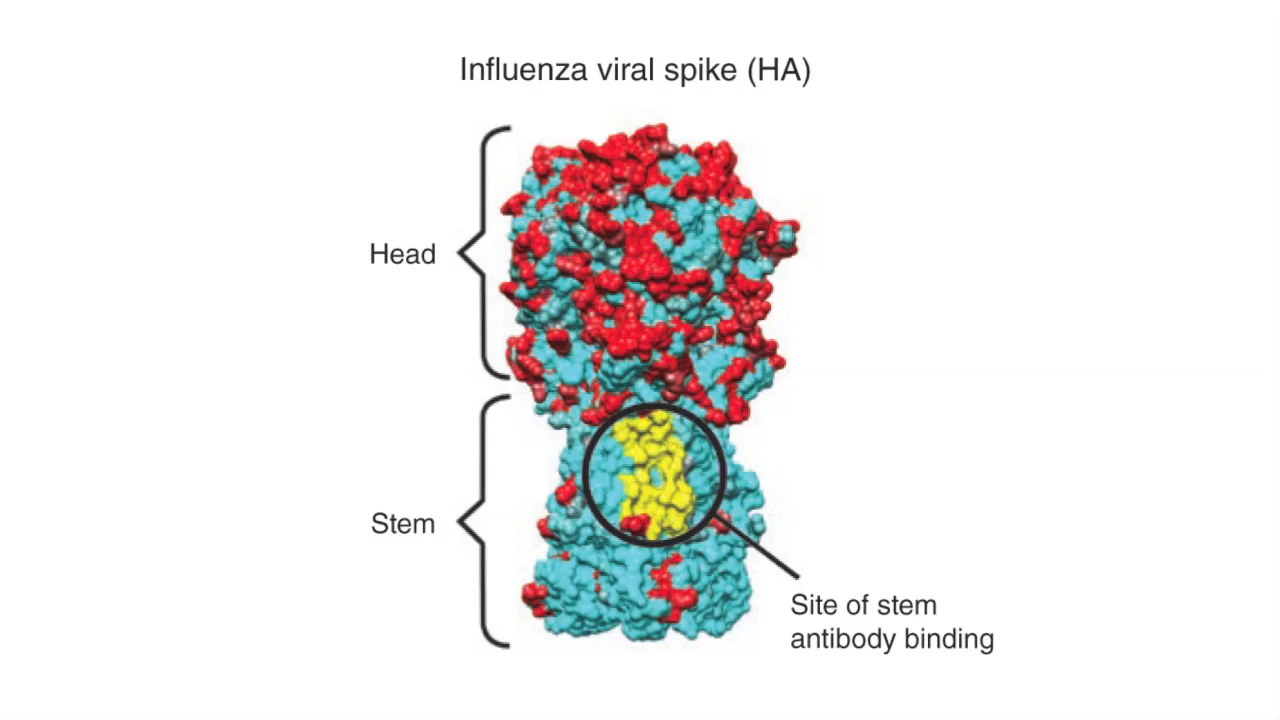 Influenza viral spike (HA)
Head
Stem
Site of stem
antibody binding